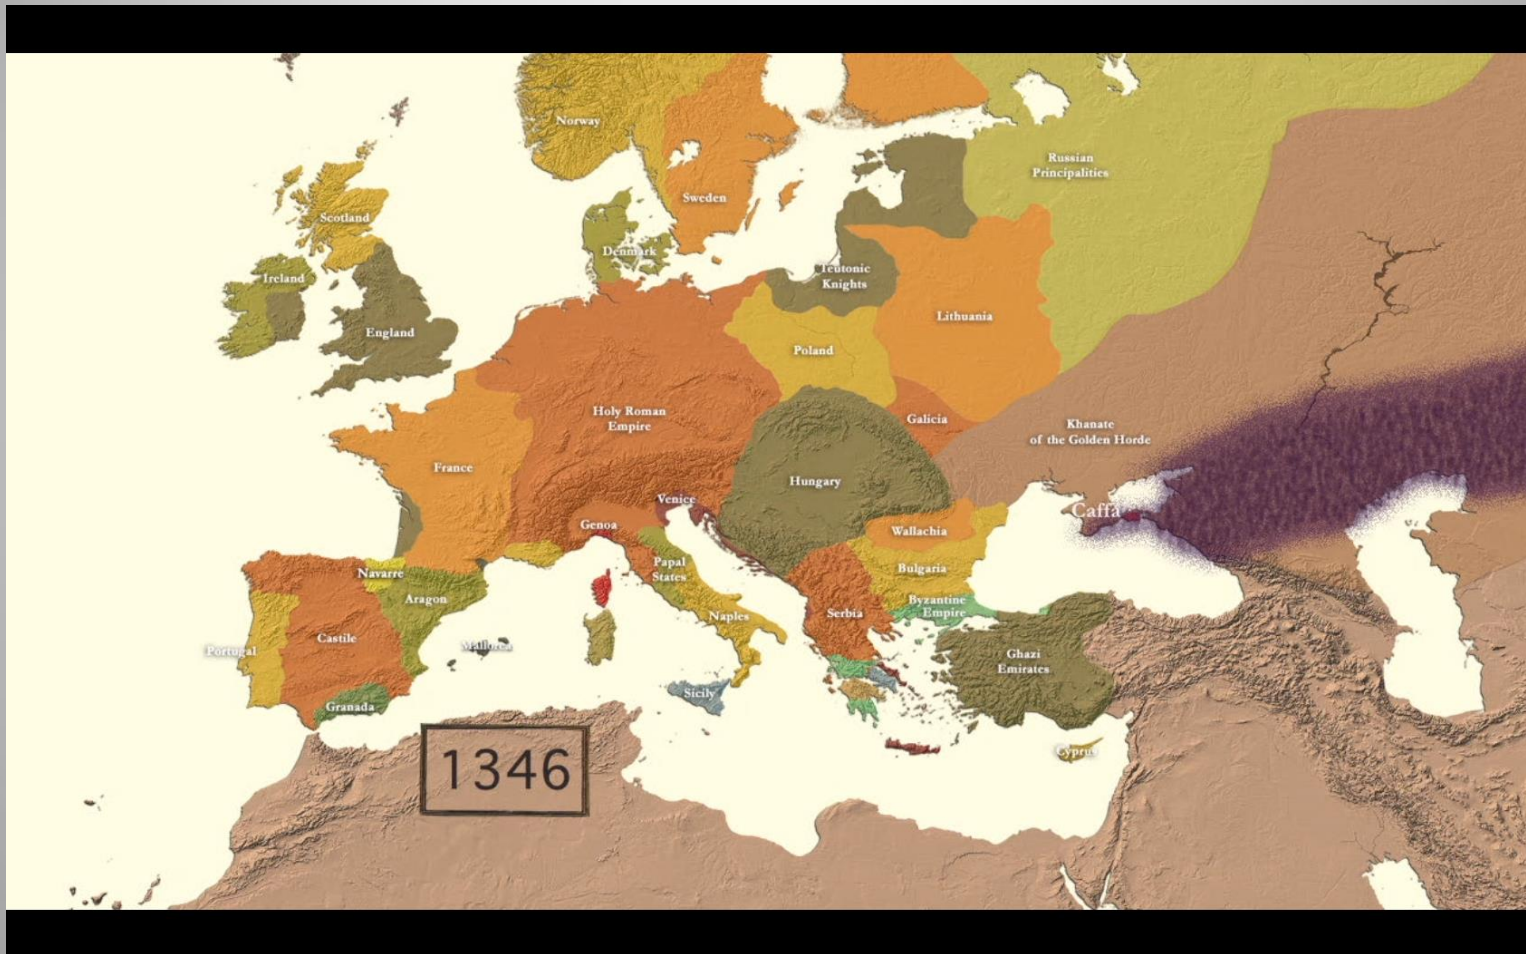 Norway
Sweden
Russian
Principalities
Scotland
Denmark
Ireland
Teutonic
Knights
England
Lithuania
Poland
Holy Roman
Empire
Galicia
Khanate
of the Golden Horde
France
Hungary
Venice
Caffa
Genoa
Wallachia
Navarre
Papal
States
Bulgaria
Aragon
Byzantine
Empire
Naples
Serbia
Castile
Mallorca
Portugal
Ghazi
Emirates
Sicily
Granada
Cyprus
1346